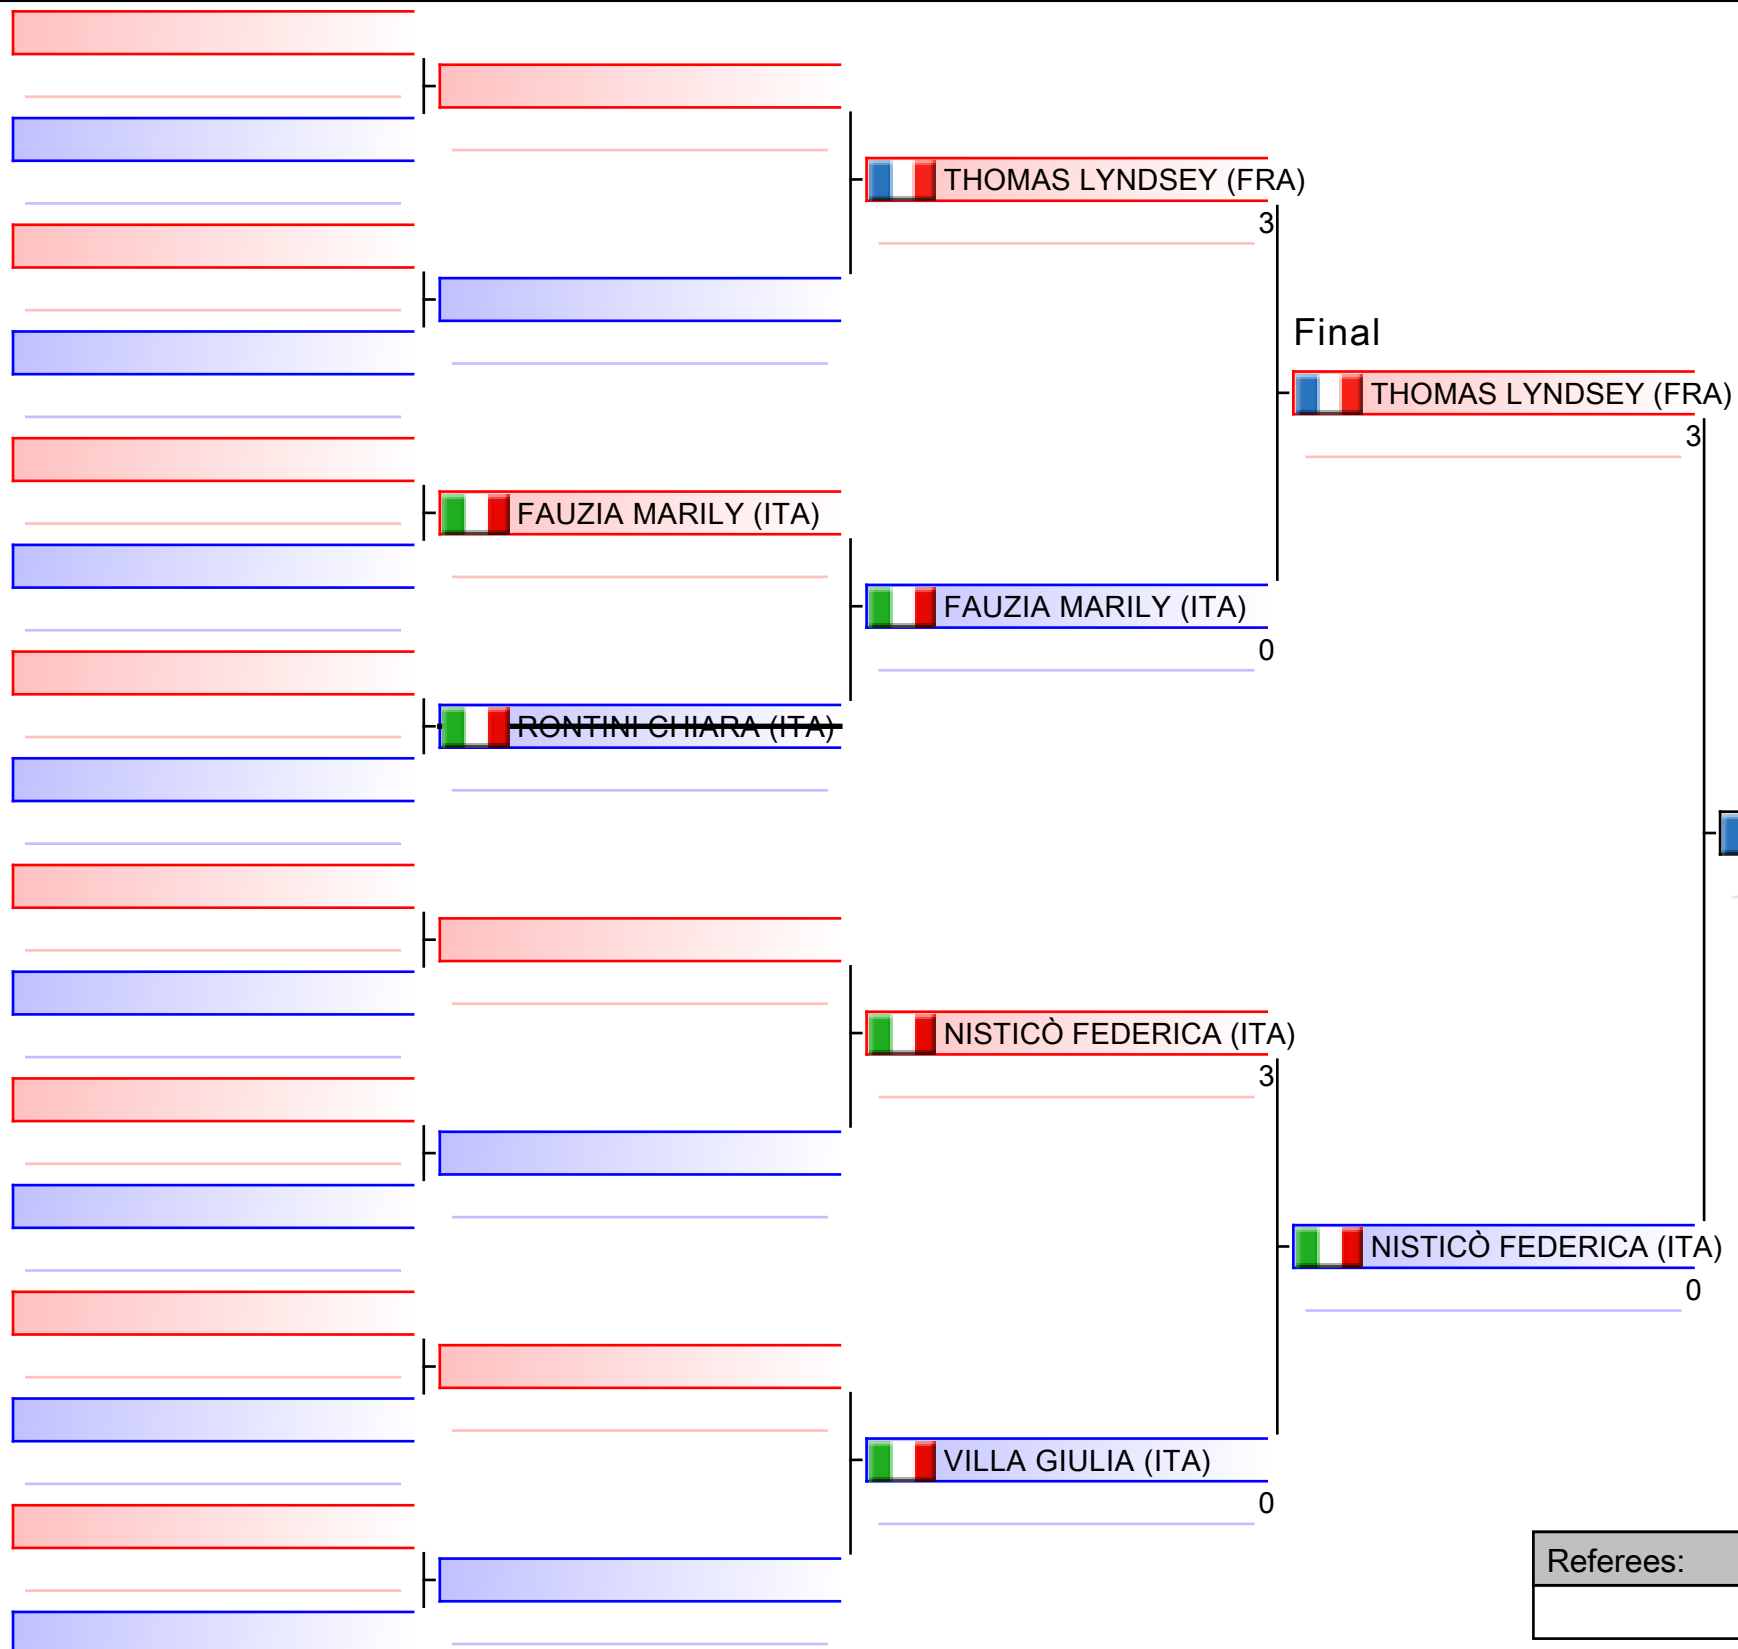 THOMAS LYNDSEY (FRA)
3
Final
THOMAS LYNDSEY (FRA)
3
FAUZIA MARILY (ITA)
FAUZIA MARILY (ITA)
0
RONTINI CHIARA (ITA)
NISTICÒ FEDERICA (ITA)
3
NISTICÒ FEDERICA (ITA)
0
VILLA GIULIA (ITA)
0
Referees: